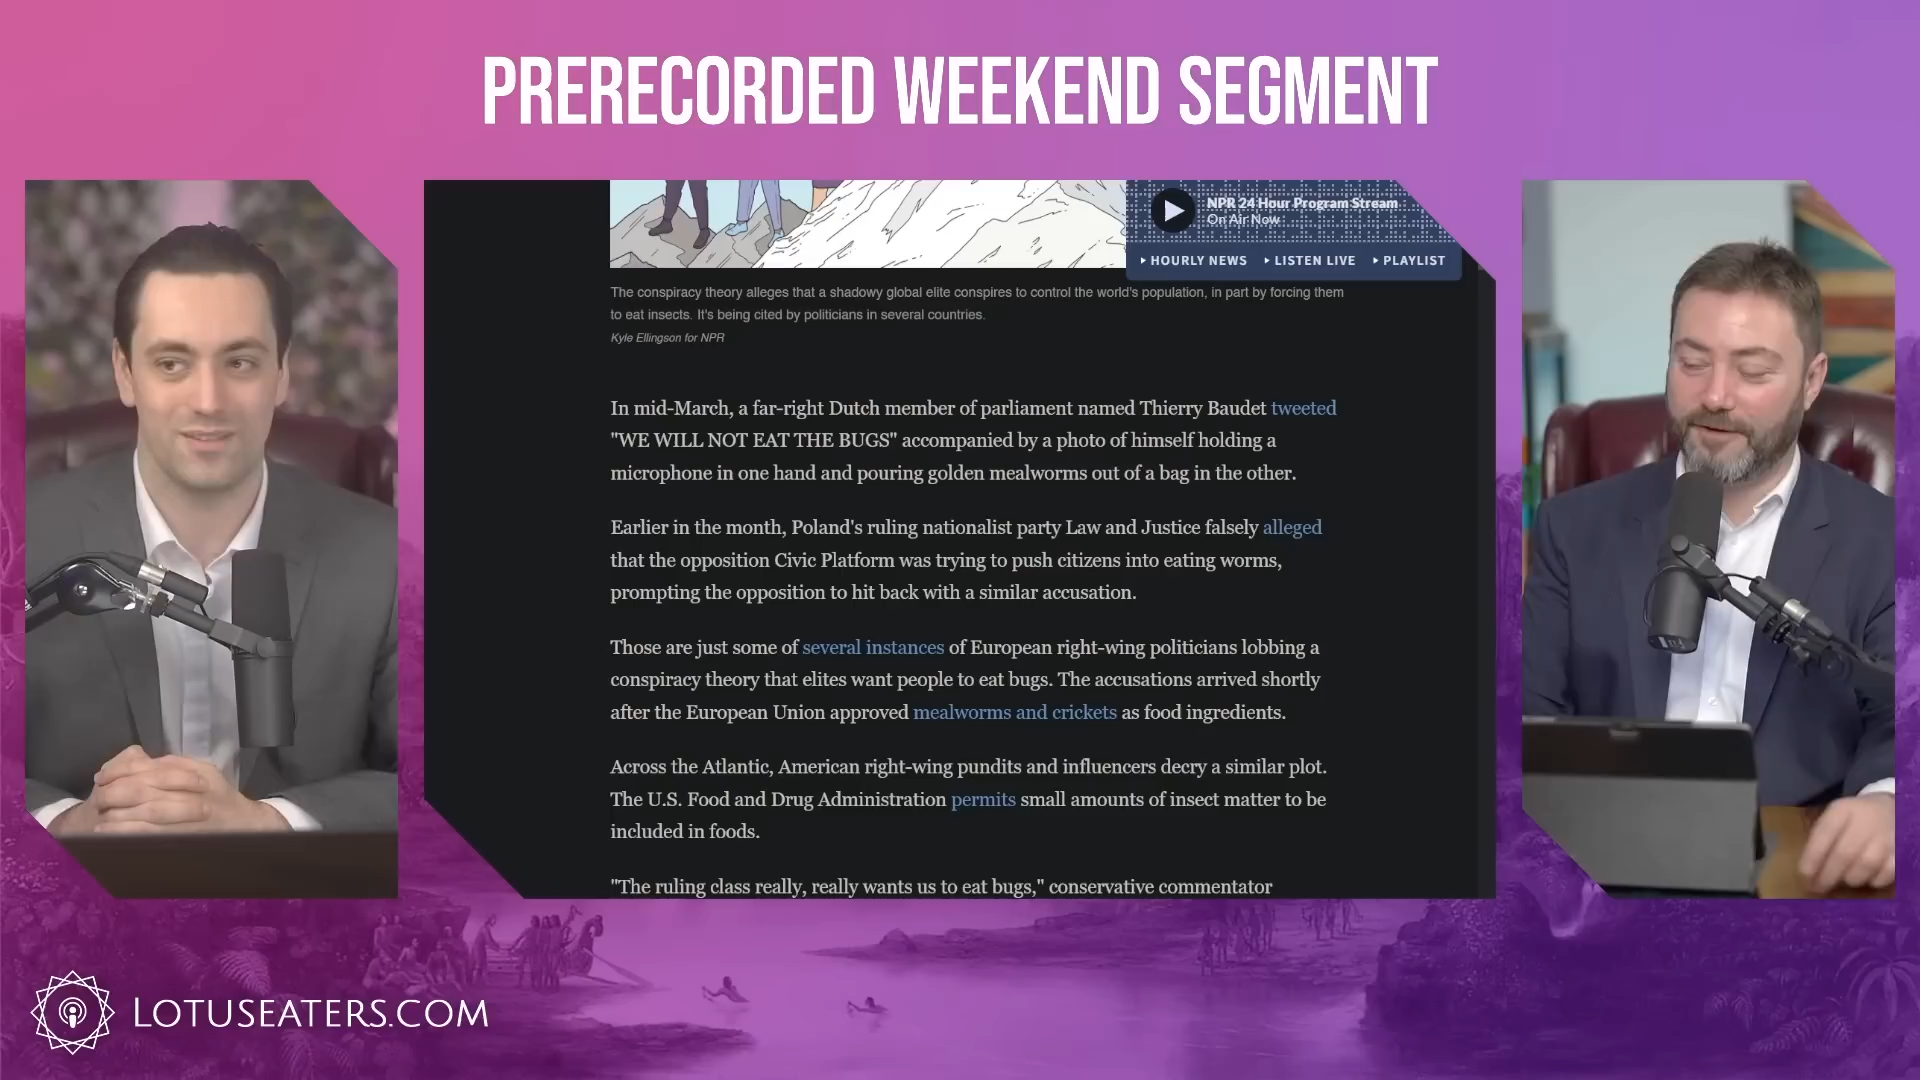 PRERECORDED WEEKEND SEGMENT
NPR 24 Hour Program Stream
On Air Now
HOURLY NEWS LISTEN LIVE PLAYLIST
The conspiracy theory alleges that a shadowy global elite conspires to control the world's population, in part by forcing them
to eat insects. It's being cited by politicians in several countries.
Kyle Ellingson for NPR
In mid-March, a far-right Dutch member of parliament named Thierry Baudet tweeted
"WE WILL NOT EAT THE BUGS" accompanied by a photo of himself holding a
microphone in one hand and pouring golden mealworms out of a bag in the other.
Earlier in the month, Poland's ruling nationalist party Law and Justice falsely alleged
that the opposition Civic Platform was trying to push citizens into eating worms,
prompting the opposition to hit back with a similar accusation.
Those are just some of several instances of European right-wing politicians lobbing a
conspiracy theory that elites want people to eat bugs. The accusations arrived shortly
after the European Union approved mealworms and crickets as food ingredients.
Across the Atlantic, American right-wing pundits and influencers decry a similar plot.
The U.S. Food and Drug Administration permits small amounts of insect matter to be
included in foods.
"The ruling class really, really wants us to eat bugs," conservative commentator
LOTUSEATERS.COM